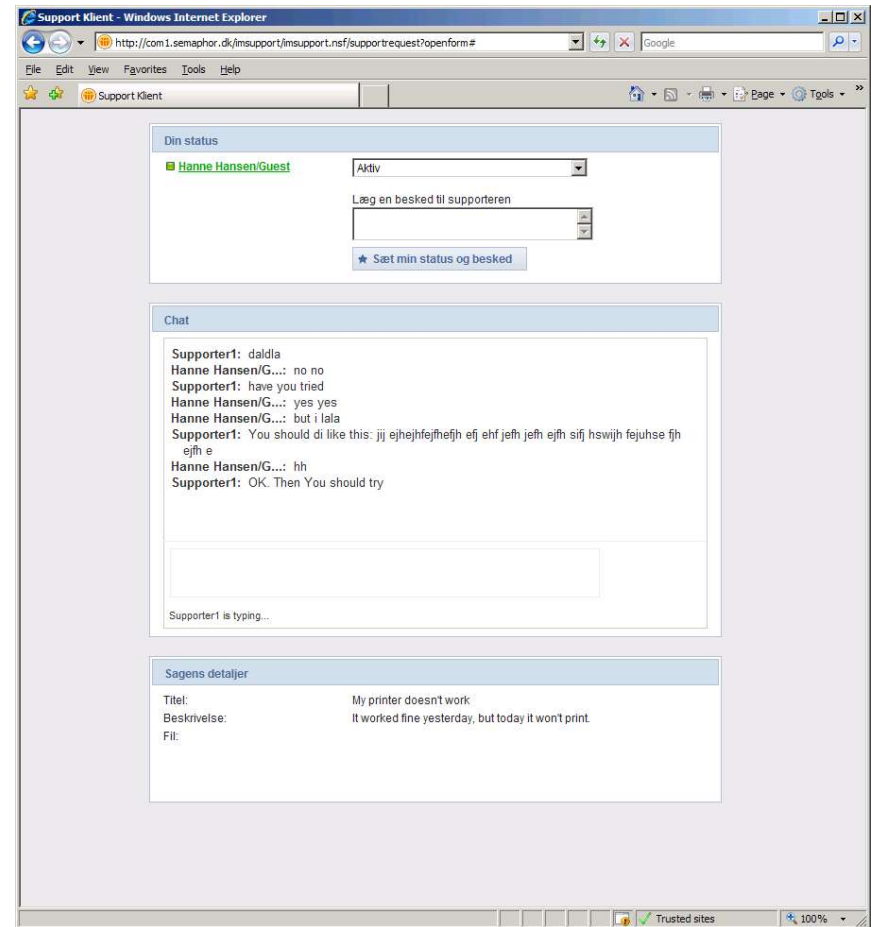 Support Klient - Windows Internet Explorer
http://com1.semaphor.dk/imsupport/imsupport.nsf/supportrequest?openform#
Google
File Edit View Favorites Tools Help
Support Klient
Page Tools »
Din status
Hanne Hansen/Guest
Aktiv
Læg en besked til supporteren
Sæt min status og besked
Chat
Supporter1: daldla
Hanne Hansen/G...: no no
Supporter1: have you tried
Hanne Hansen/G...: yes yes
Hanne Hansen/G...: but i lala
Supporter1: You should di like this: jij ejhejhfejfhefjh efj ehf jefh jefh ejfh sifj hswijh fejuhse fjh
ejfh e
Hanne Hansen/G...: hh
Supporter1: OK. Then You should try
Supporter1 is typing...
Sagens detaljer
Titel: My printer doesn't work
Beskrivelse: It worked fine yesterday, but today it won't print.
Fil:
Trusted sites 100%